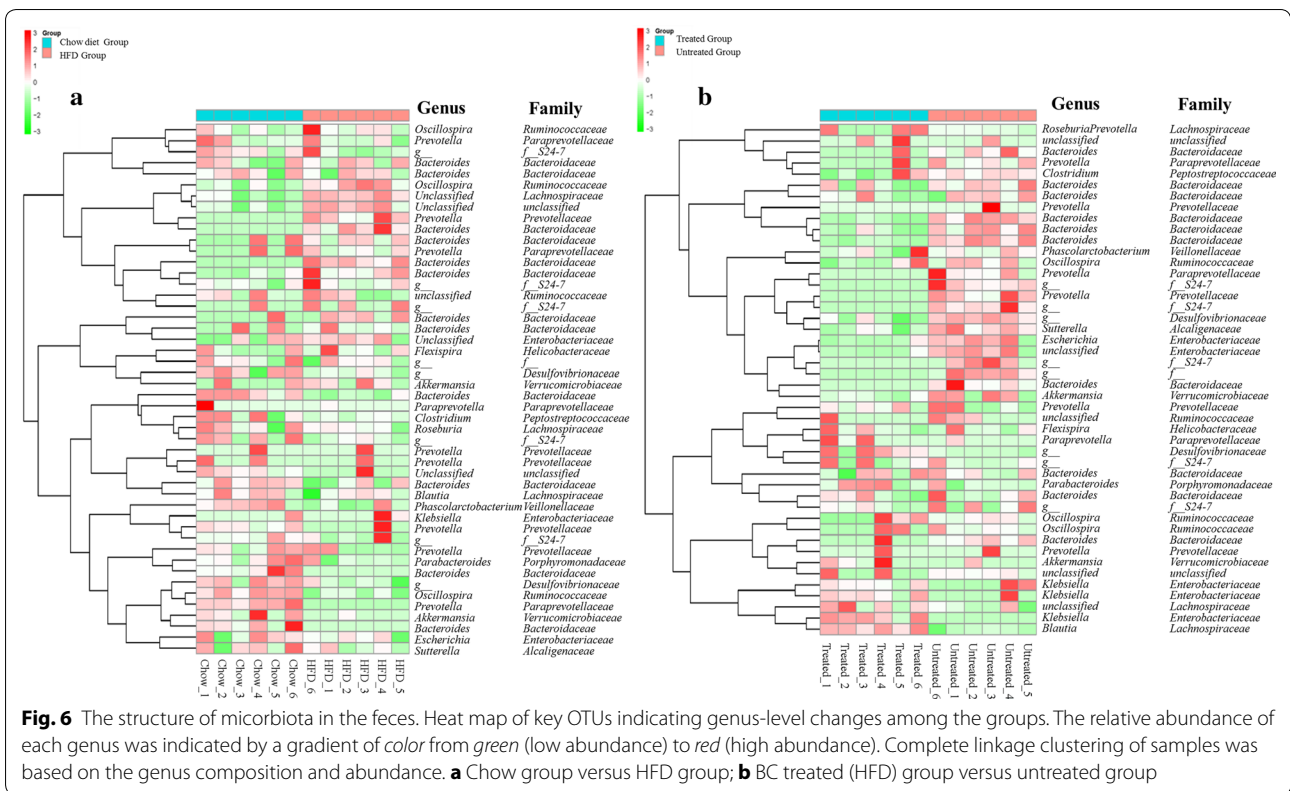 3
2
1
0
-1
-2
-3
Group
Chow diet Group
HFD Group
a
Genus Family
Oscillospira Ruminococcaceae
Prevotella Paraprevotellaceae
g__ f__S24-7
Bacteroides Bacteroidaceae
Bacteroides Bacteroidaceae
Oscillospira Ruminococcaceae
Unclassified Lachnospiraceae
Unclassified unclassified
Prevotella Prevotellaceae
Bacteroides Bacteroidaceae
Bacteroides Bacteroidaceae
Prevotella Paraprevotellaceae
Bacteroides Bacteroidaceae
Bacteroides Bacteroidaceae
g__ f__S24-7
unclassified Ruminococcaceae
g__ f__S24-7
Bacteroides Bacteroidaceae
Bacteroides Bacteroidaceae
Unclassified Enterobacteriaceae
Flexispira Helicobacteraceae
g__ f__
g__ Desulfovibrionaceae
Akkermansia Verrucomicrobiaceae
Bacteroides Bacteroidaceae
Paraprevotella Paraprevotellaceae
Clostridium Peptostreptococcaceae
Roseburia Lachnospiraceae
g__ f__S24-7
Prevotella Prevotellaceae
Prevotella Prevotellaceae
Unclassified unclassified
Bacteroides Bacteroidaceae
Blautia Lachnospiraceae
Phascolarctobacterium Veillonellaceae
Klebsiella Enterobacteriaceae
Prevotella Prevotellaceae
g__ f__S24-7
Prevotella Prevotellaceae
Parabacteroides Porphyromonadaceae
Bacteroides Bacteroidaceae
g__ Desulfovibrionaceae
Oscillospira Ruminococcaceae
Prevotella Paraprevotellaceae
Akkermansia Verrucomicrobiaceae
Bacteroides Bacteroidaceae
Escherichia Enterobacteriaceae
Sutterella Alcaligenaceae
Chow_1
Chow_2
Chow_3
Chow_4
Chow_5
Chow_6
HFD_6
HFD_1
HFD_2
HFD_3
HFD_4
HFD_5
3
2
1
0
-1
-2
-3
Group
Treated Group
Untreated Group
b
Genus Family
RoseburiaPrevotella Lachnospiraceae
unclassified unclassified
Bacteroides Bacteroidaceae
Prevotella Paraprevotellaceae
Clostridium Peptostreptococcaceae
Bacteroides Bacteroidaceae
Bacteroides Bacteroidaceae
Prevotella Prevotellaceae
Bacteroides Bacteroidaceae
Bacteroides Bacteroidaceae
Bacteroides Bacteroidaceae
Phascolarctobacterium Veillonellaceae
Oscillospira Ruminococcaceae
Prevotella Paraprevotellaceae
g__ f__S24-7
Prevotella Prevotellaceae
g__ f__S24-7
g__ Desulfovibrionaceae
Sutterella Alcaligenaceae
Escherichia Enterobacteriaceae
unclassified Enterobacteriaceae
g__ f__S24-7
g__ f__
Bacteroides Bacteroidaceae
Akkermansia Verrucomicrobiaceae
Prevotella Prevotellaceae
unclassified Ruminococcaceae
Flexispira Helicobacteraceae
Paraprevotella Paraprevotellaceae
g__ Desulfovibrionaceae
g__ f__S24-7
Bacteroides Bacteroidaceae
Parabacteroides Porphyromonadaceae
Bacteroides Bacteroidaceae
g__ f__S24-7
Oscillospira Ruminococcaceae
Oscillospira Ruminococcaceae
Bacteroides Bacteroidaceae
Prevotella Prevotellaceae
Akkermansia Verrucomicrobiaceae
unclassified unclassified
Klebsiella Enterobacteriaceae
Klebsiella Enterobacteriaceae
unclassified Lachnospiraceae
Klebsiella Enterobacteriaceae
Blautia Lachnospiraceae
Treated_1
Treated_2
Treated_3
Treated_4
Treated_5
Treated_6
Untreated_6
Untreated_1
Untreated_2
Untreated_3
Untreated_4
Ultreated_5
Fig. 6 The structure of micorbiota in the feces. Heat map of key OTUs indicating genus-level changes among the groups. The relative abundance of
each genus was indicated by a gradient of color from green (low abundance) to red (high abundance). Complete linkage clustering of samples was
based on the genus composition and abundance. a Chow group versus HFD group; b BC treated (HFD) group versus untreated group